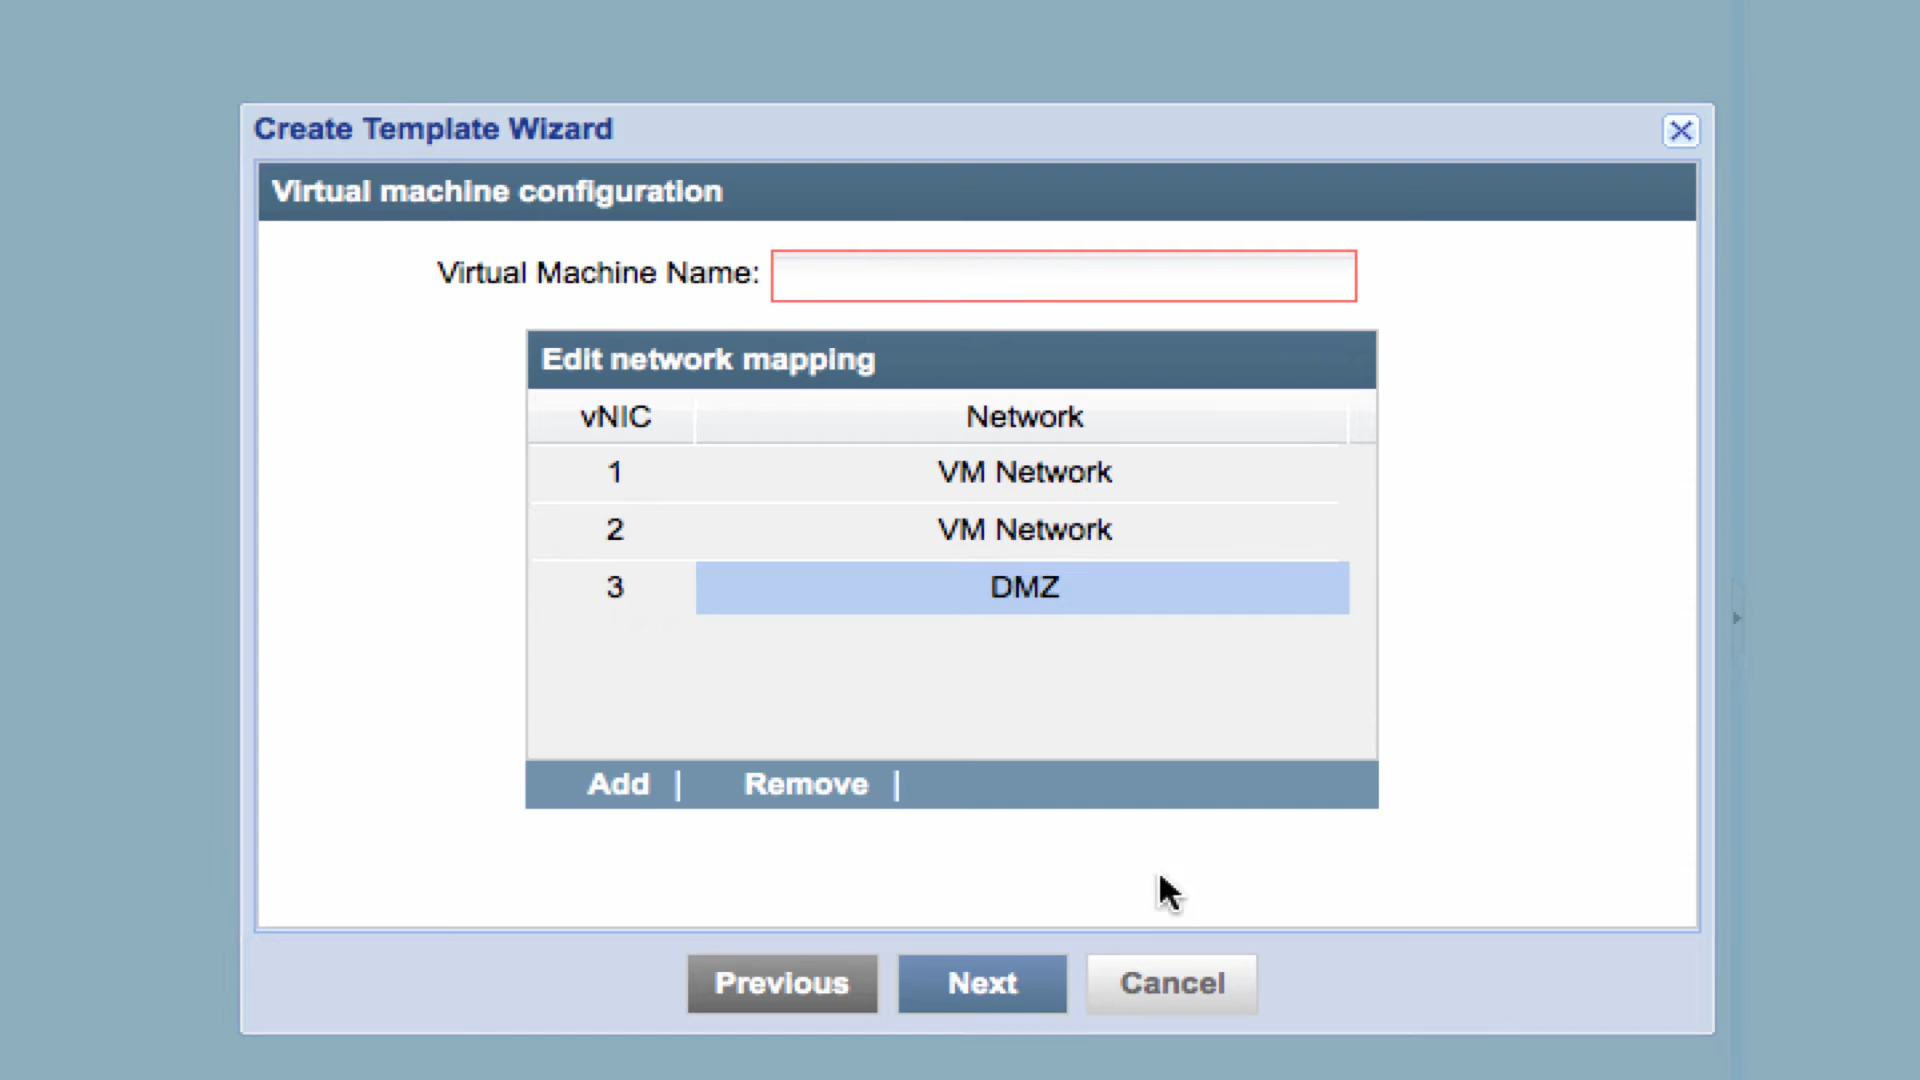 Create Template Wizard
Virtual machine configuration
Virtual Machine Name:
Edit network mapping
vNIC Network
1 VM Network
2 VM Network
3 DMZ
Add | Remove |
Previous Next Cancel